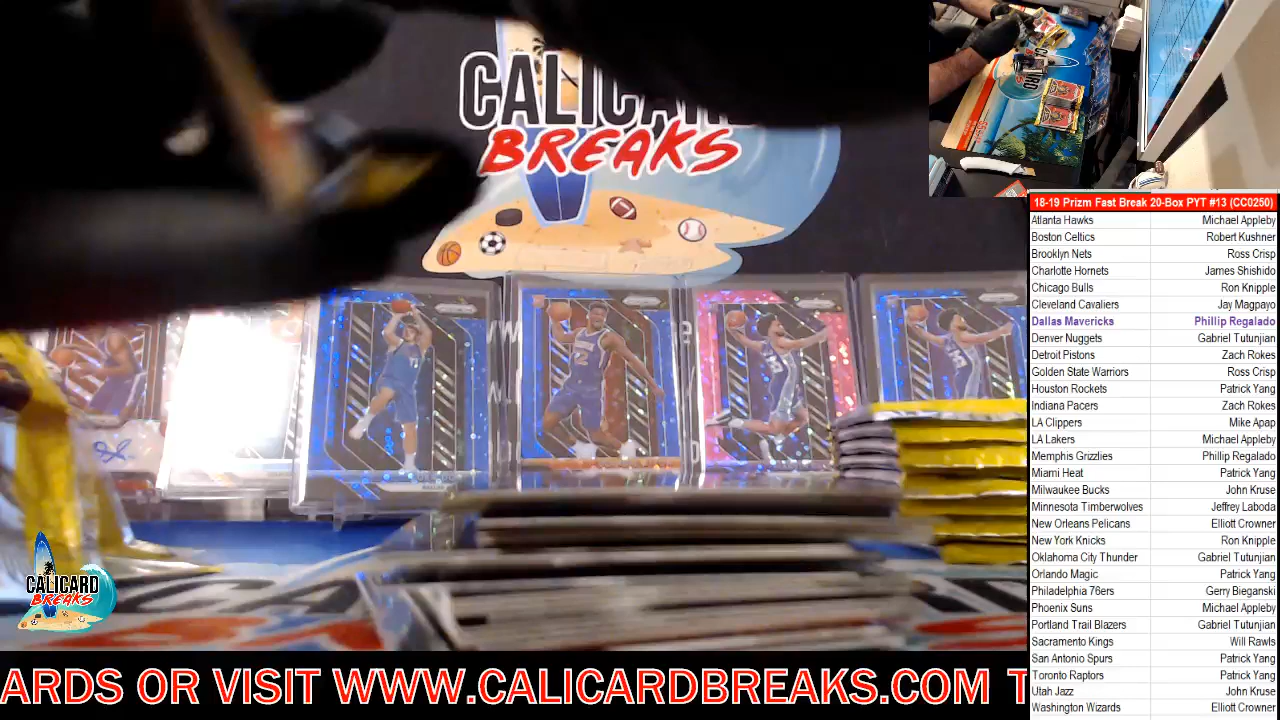 CALICARD
BREAKS
18-19 Prizm Fast Break 20-Box PYT #13 (CC0250)
Atlanta Hawks Michael Appleby
Boston Celtics Robert Kushner
Brooklyn Nets Ross Crisp
Charlotte Hornets James Shishido
Chicago Bulls Ron Knipple
Cleveland Cavaliers Jay Magpayo
Dallas Mavericks Phillip Regalado
Denver Nuggets Gabriel Tutunjian
Detroit Pistons Zach Rokes
Golden State Warriors Ross Crisp
Houston Rockets Patrick Yang
Indiana Pacers Zach Rokes
LA Clippers Mike Apap
LA Lakers Michael Appleby
Memphis Grizzlies Phillip Regalado
Miami Heat Patrick Yang
Milwaukee Bucks John Kruse
Minnesota Timberwolves Jeffrey Laboda
New Orleans Pelicans Elliott Crowner
New York Knicks Ron Knipple
Oklahoma City Thunder Gabriel Tutunjian
Orlando Magic Patrick Yang
Philadelphia 76ers Gerry Bieganski
Phoenix Suns Michael Appleby
Portland Trail Blazers Gabriel Tutunjian
Sacramento Kings Will Rawls
San Antonio Spurs Patrick Yang
Toronto Raptors Patrick Yang
Utah Jazz John Kruse
Washington Wizards Elliott Crowner
CALICARD
BREAKS
ARDS OR VISIT WWW.CALICARDBREAKS.COM T